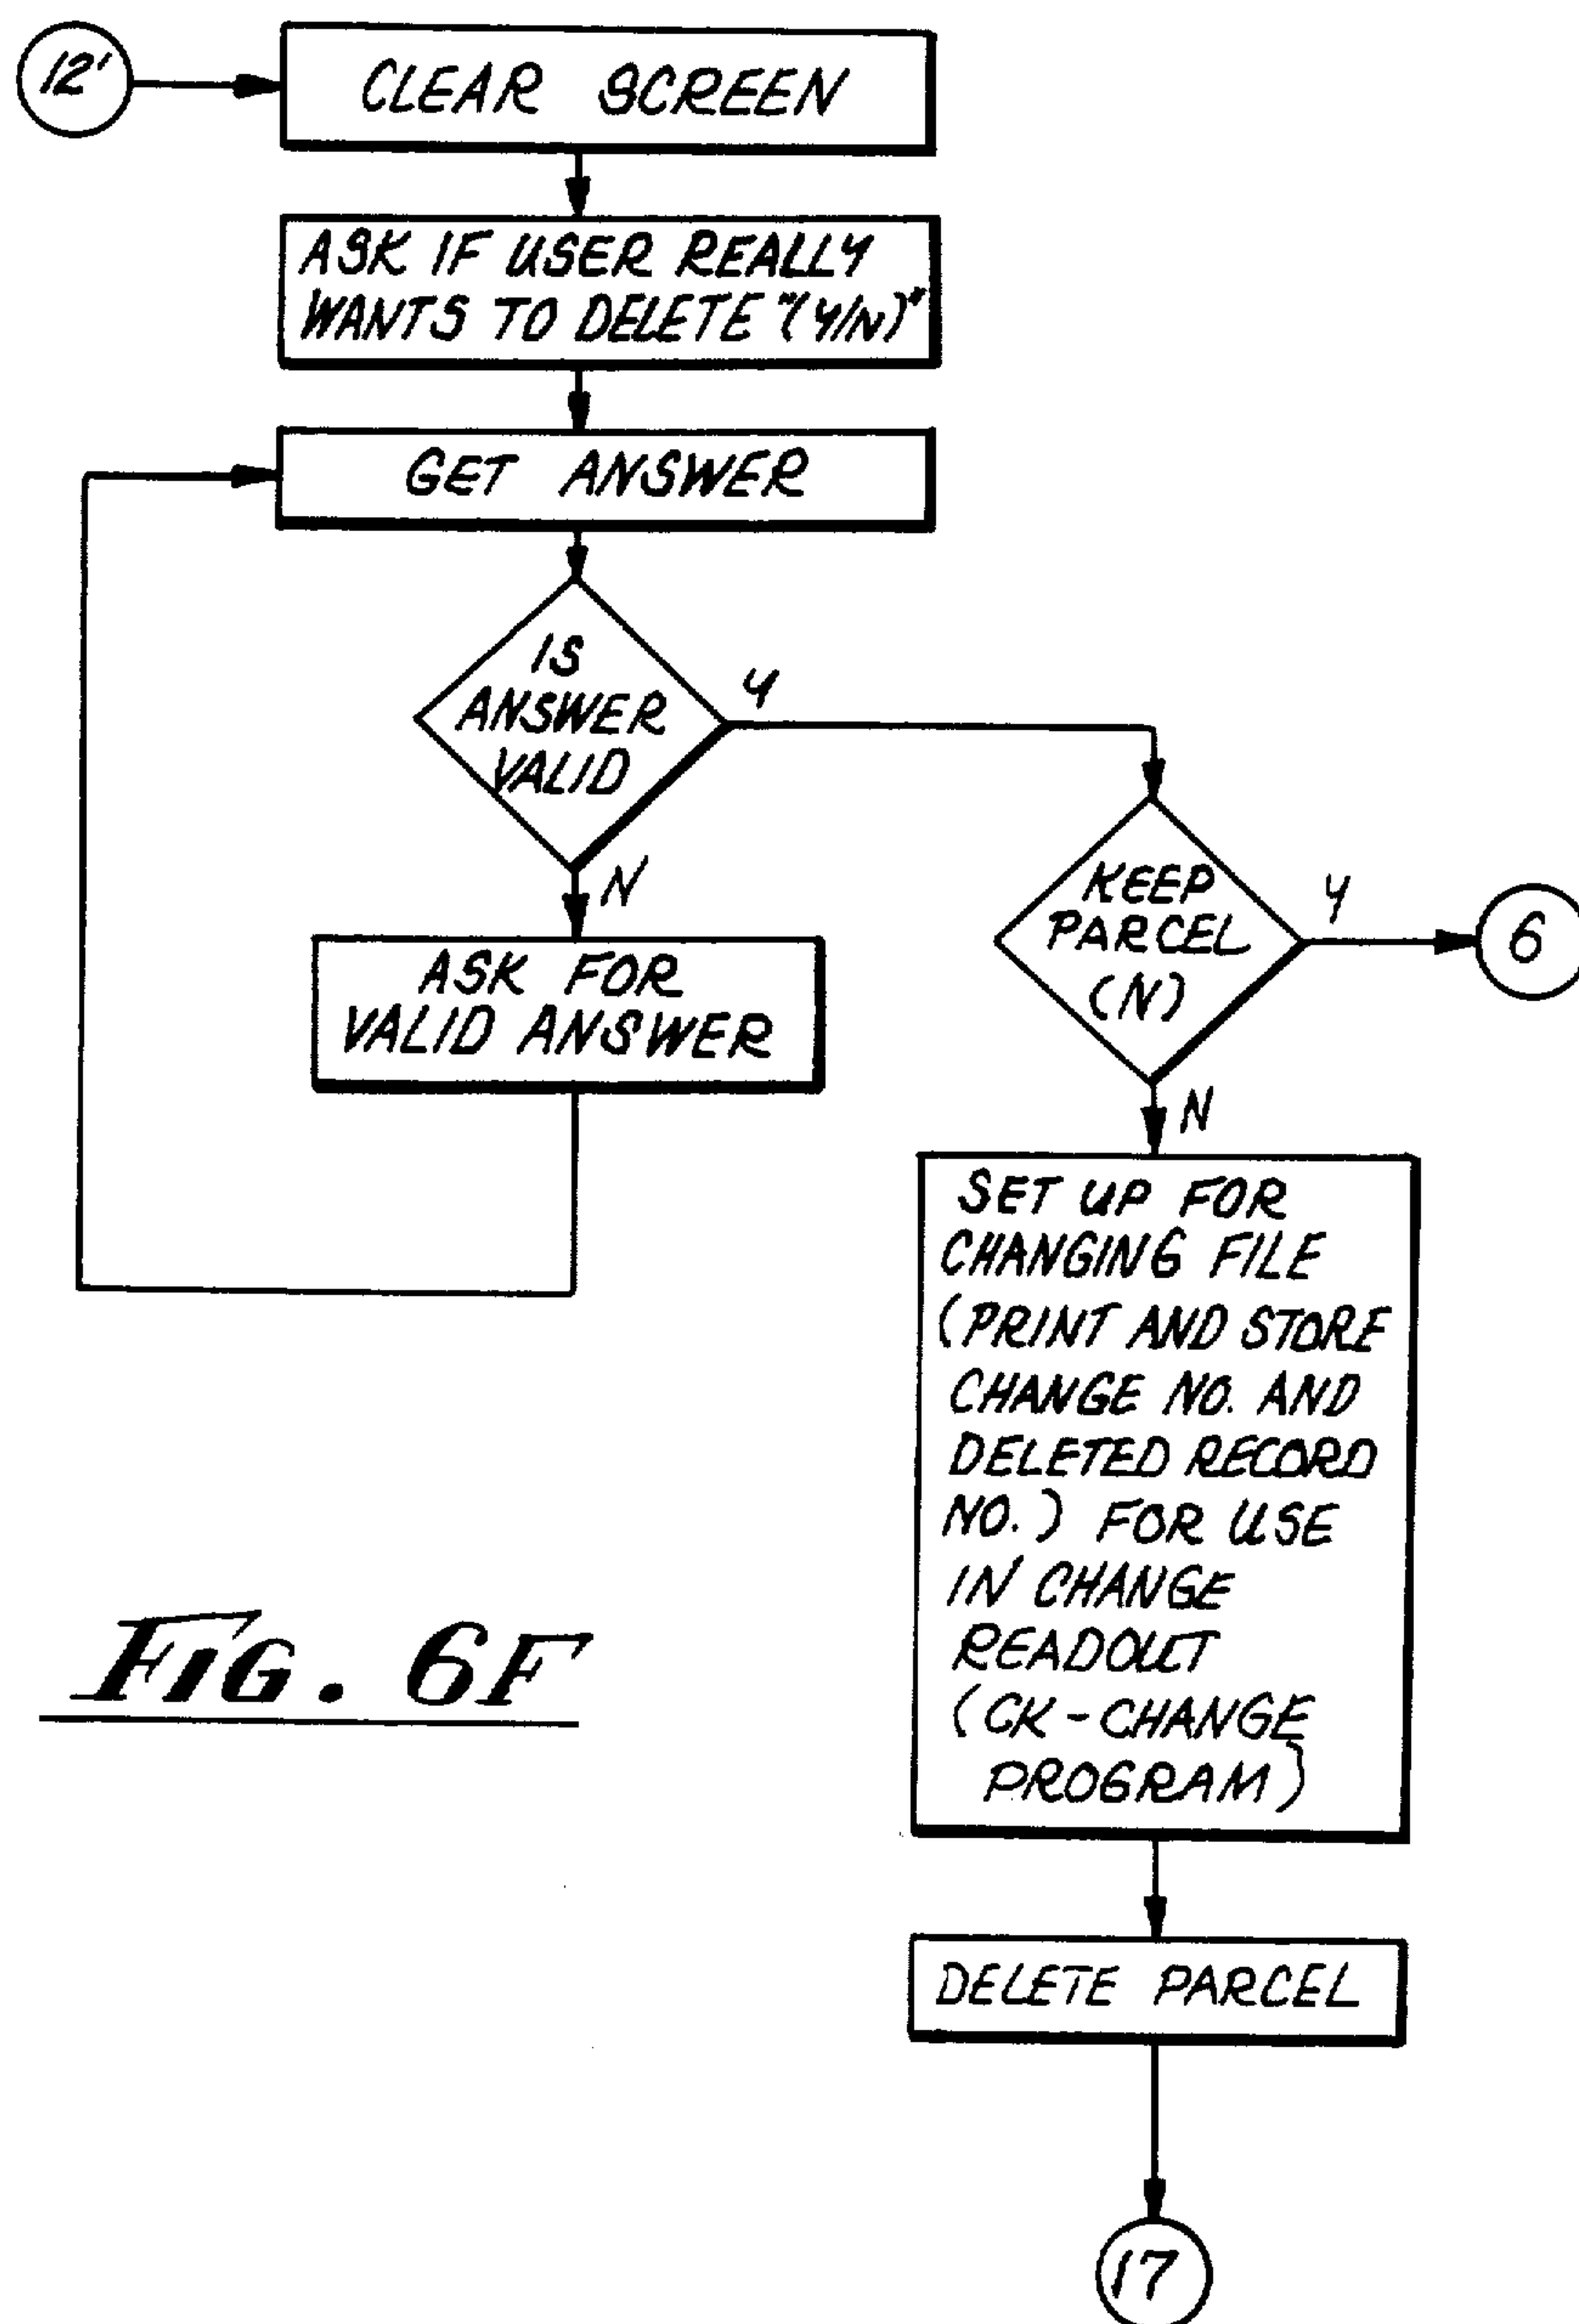 12'
CLEAR SCREEN
ASK IF USER REALLY
WANTS TO DELETE "(Y/N)"
GET ANSWER
IS
ANSWER
VALID
Y
N
ASK FOR
VALID ANSWER
KEEP
PARCEL
(N)
Y
6
N
SET UP FOR
CHANGING FILE
(PRINT AND STORE
CHANGE NO. AND
DELETED RECORD
NO.) FOR USE
IN CHANGE
READOUT
(CK-CHANGE
PROGRAM)
DELETE PARCEL
17
FIG. 6F